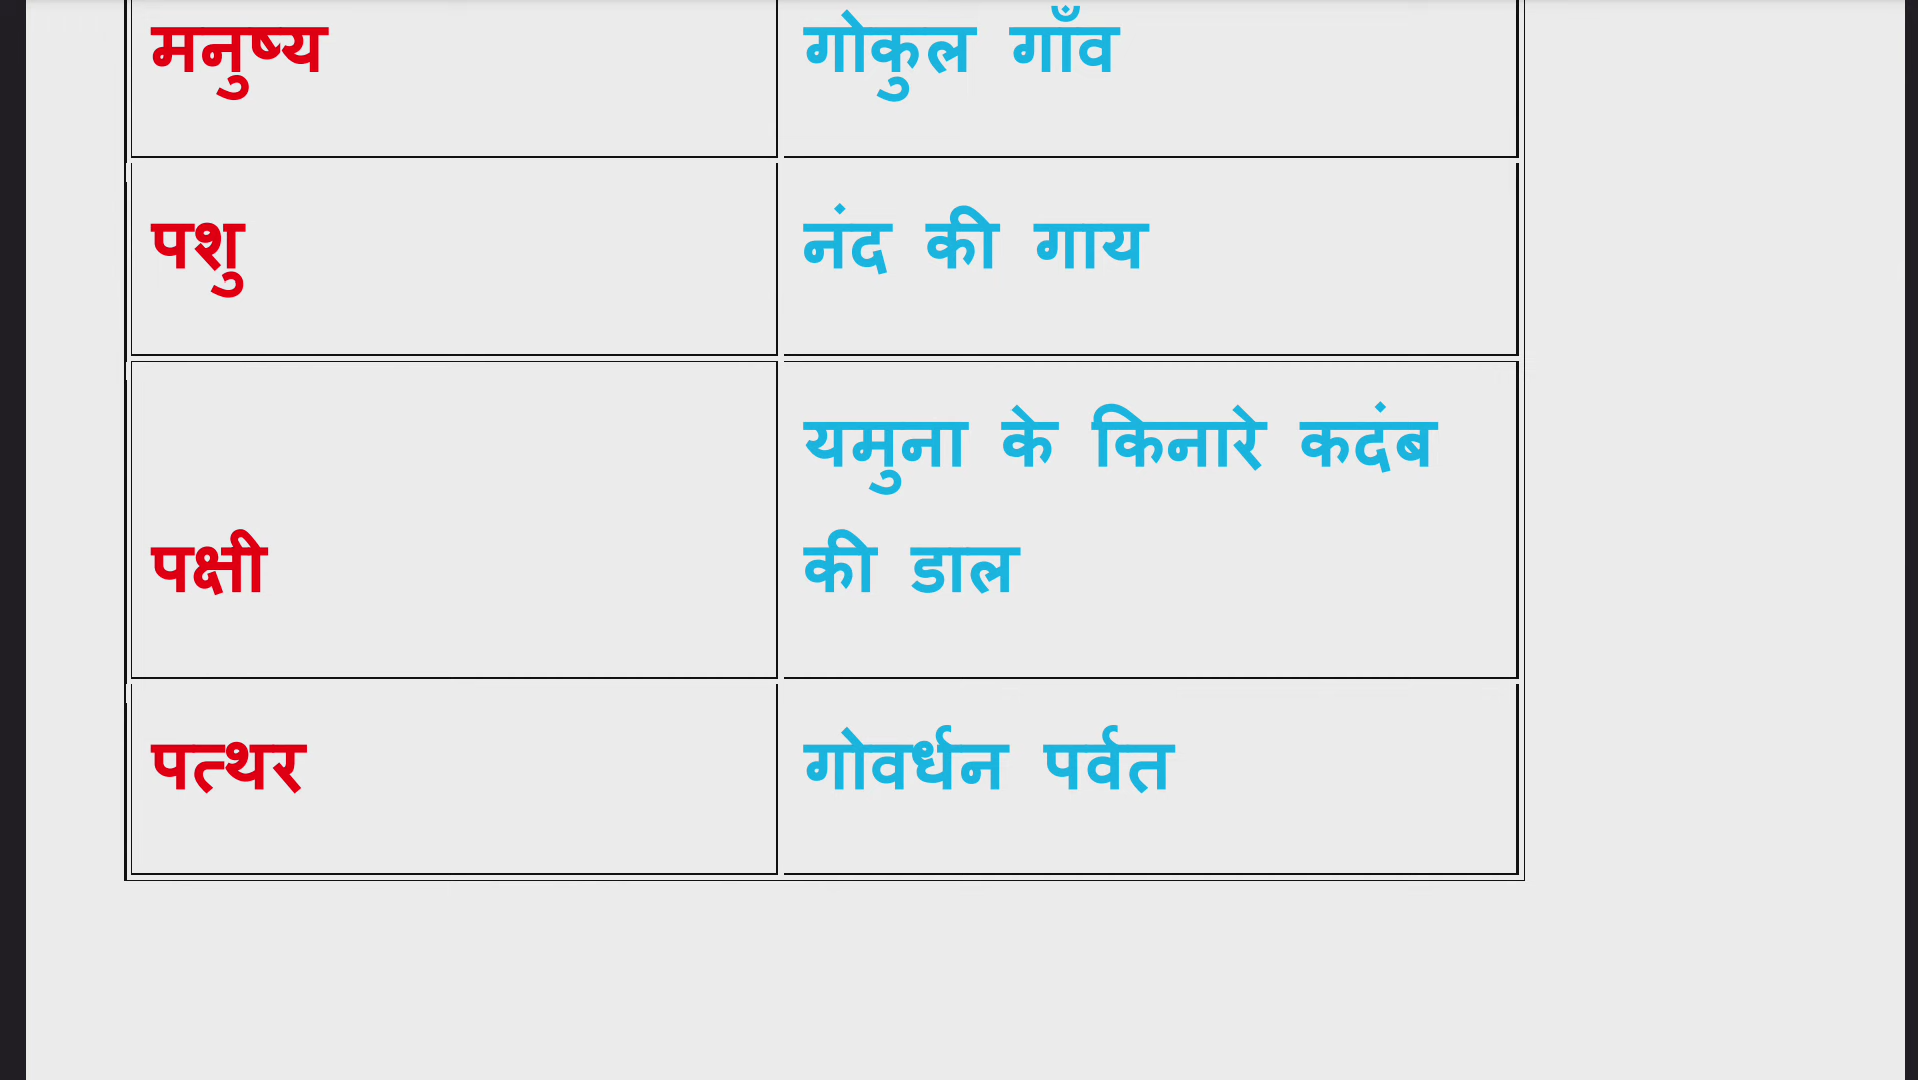 मनुष्य गोकुल गाँव
पशु नंद की गाय
यमुना के किनारे कदंब
पक्षी की डाल
पत्थर गोवर्धन पर्वत